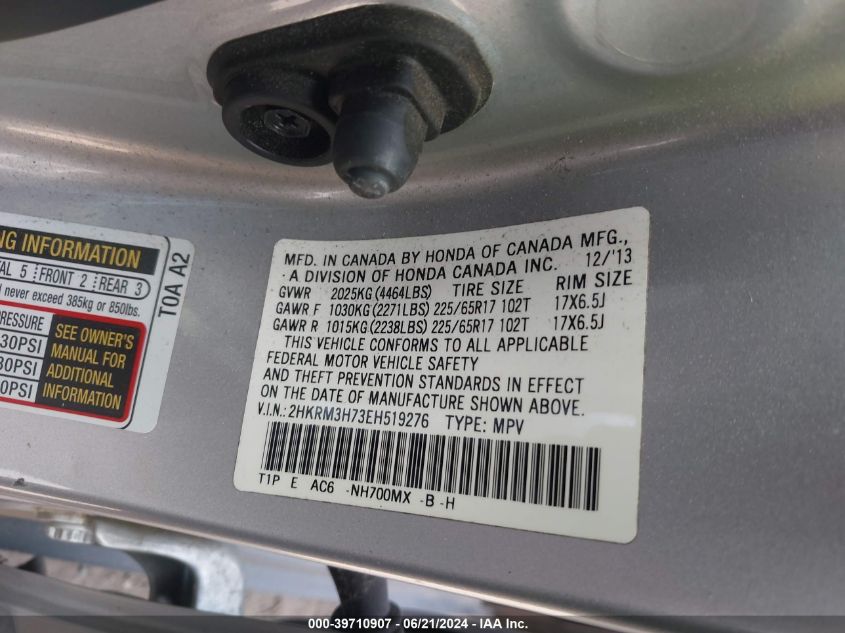 NG INFORMATION
TAL 5 FRONT 2 REAR 3
never exceed 385kg or 850lbs.
PRESSURE
30PSI
30PSI
0PSI
SEE OWNER'S
MANUAL FOR
ADDITIONAL
INFORMATION
T0A A2
MFD. IN CANADA BY HONDA OF CANADA MFG.,
A DIVISION OF HONDA CANADA INC. 12/'13
GVWR 2025KG (4464LBS) TIRE SIZE RIM SIZE
GAWR F 1030KG (2271LBS) 225/65R17 102T 17X6.5J
GAWR R 1015KG (2238LBS) 225/65R17 102T 17X6.5J
THIS VEHICLE CONFORMS TO ALL APPLICABLE
FEDERAL MOTOR VEHICLE SAFETY
AND THEFT PREVENTION STANDARDS IN EFFECT
ON THE DATE OF MANUFACTURE SHOWN ABOVE.
V.I.N.: 2HKRM3H73EH519276 TYPE: MPV
T1P E AC6 -NH700MX -B -H
000-39710907 - 06/21/2024 - IAAI.COM